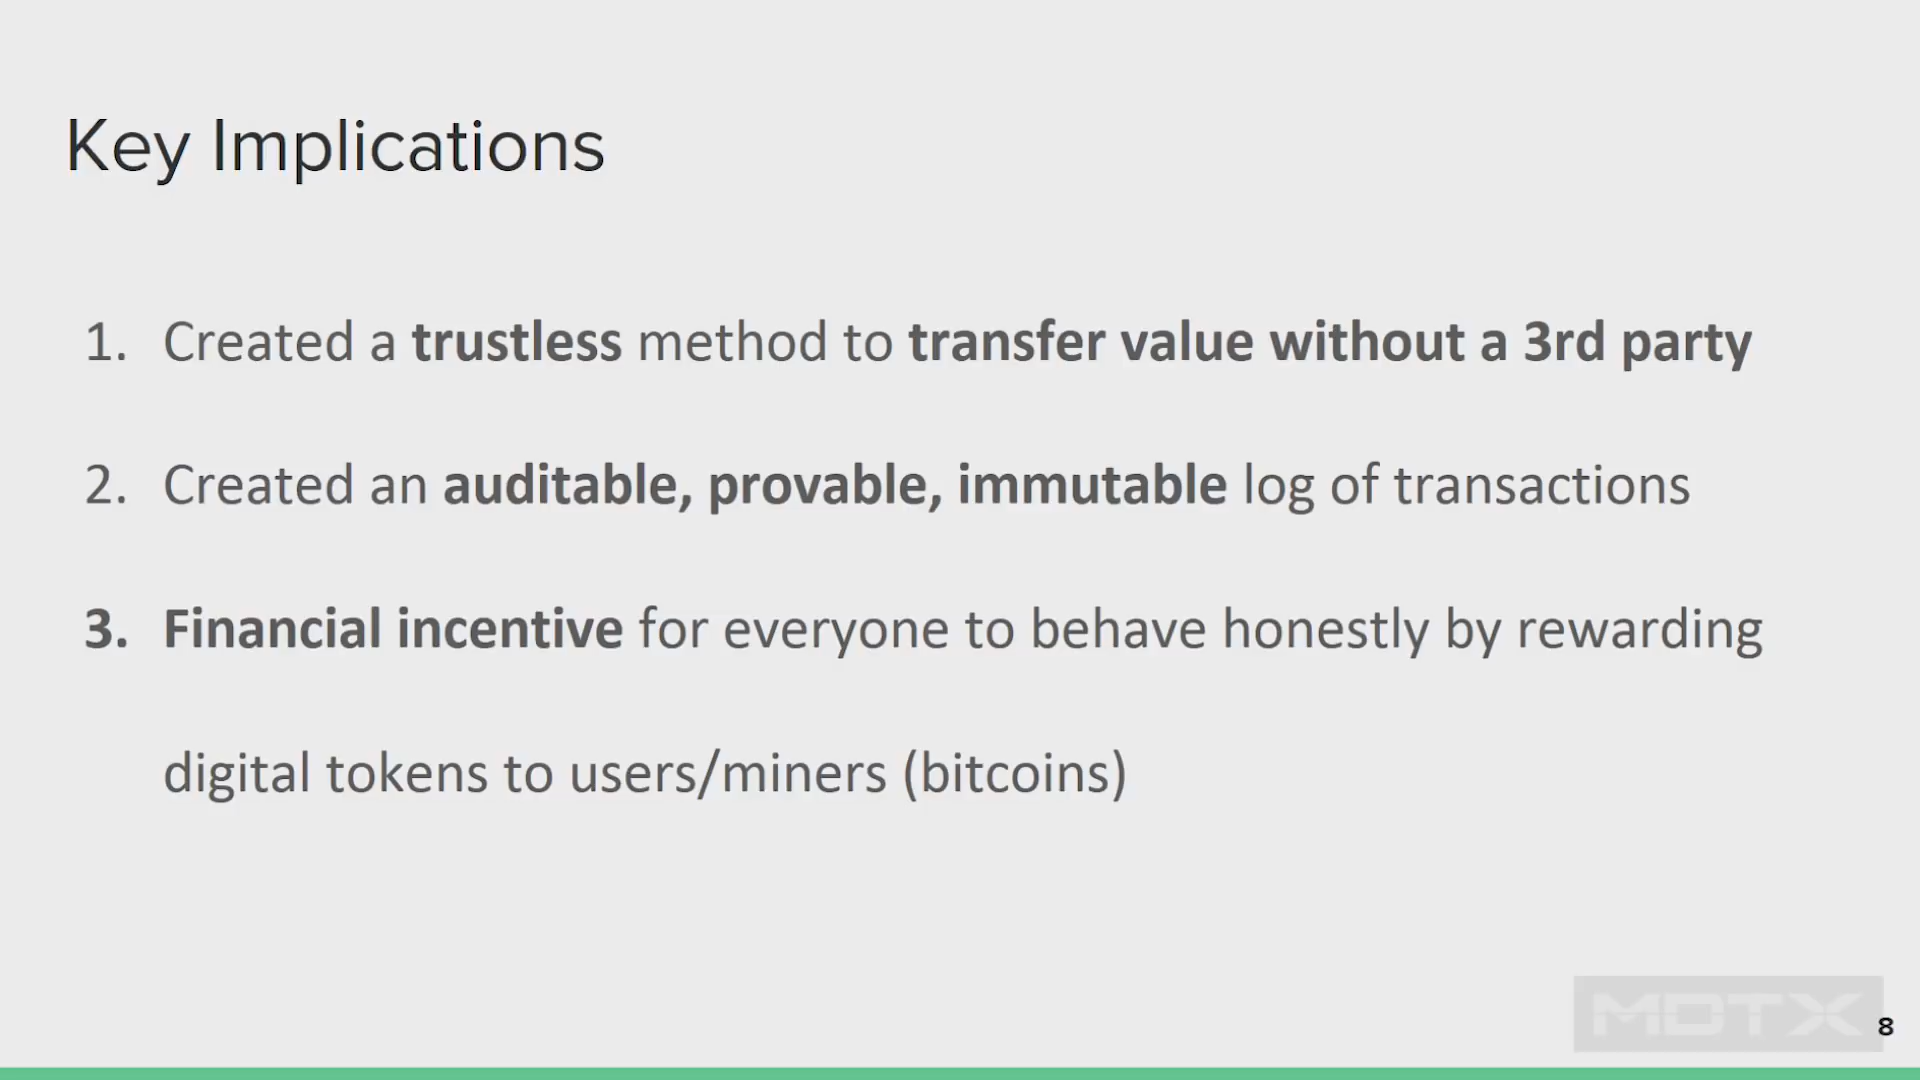 Key Implications
1. Created a trustless method to transfer value without a 3rd party
2. Created an auditable, provable, immutable log of transactions
3. Financial incentive for everyone to behave honestly by rewarding
digital tokens to users/miners (bitcoins)
MDTX
8